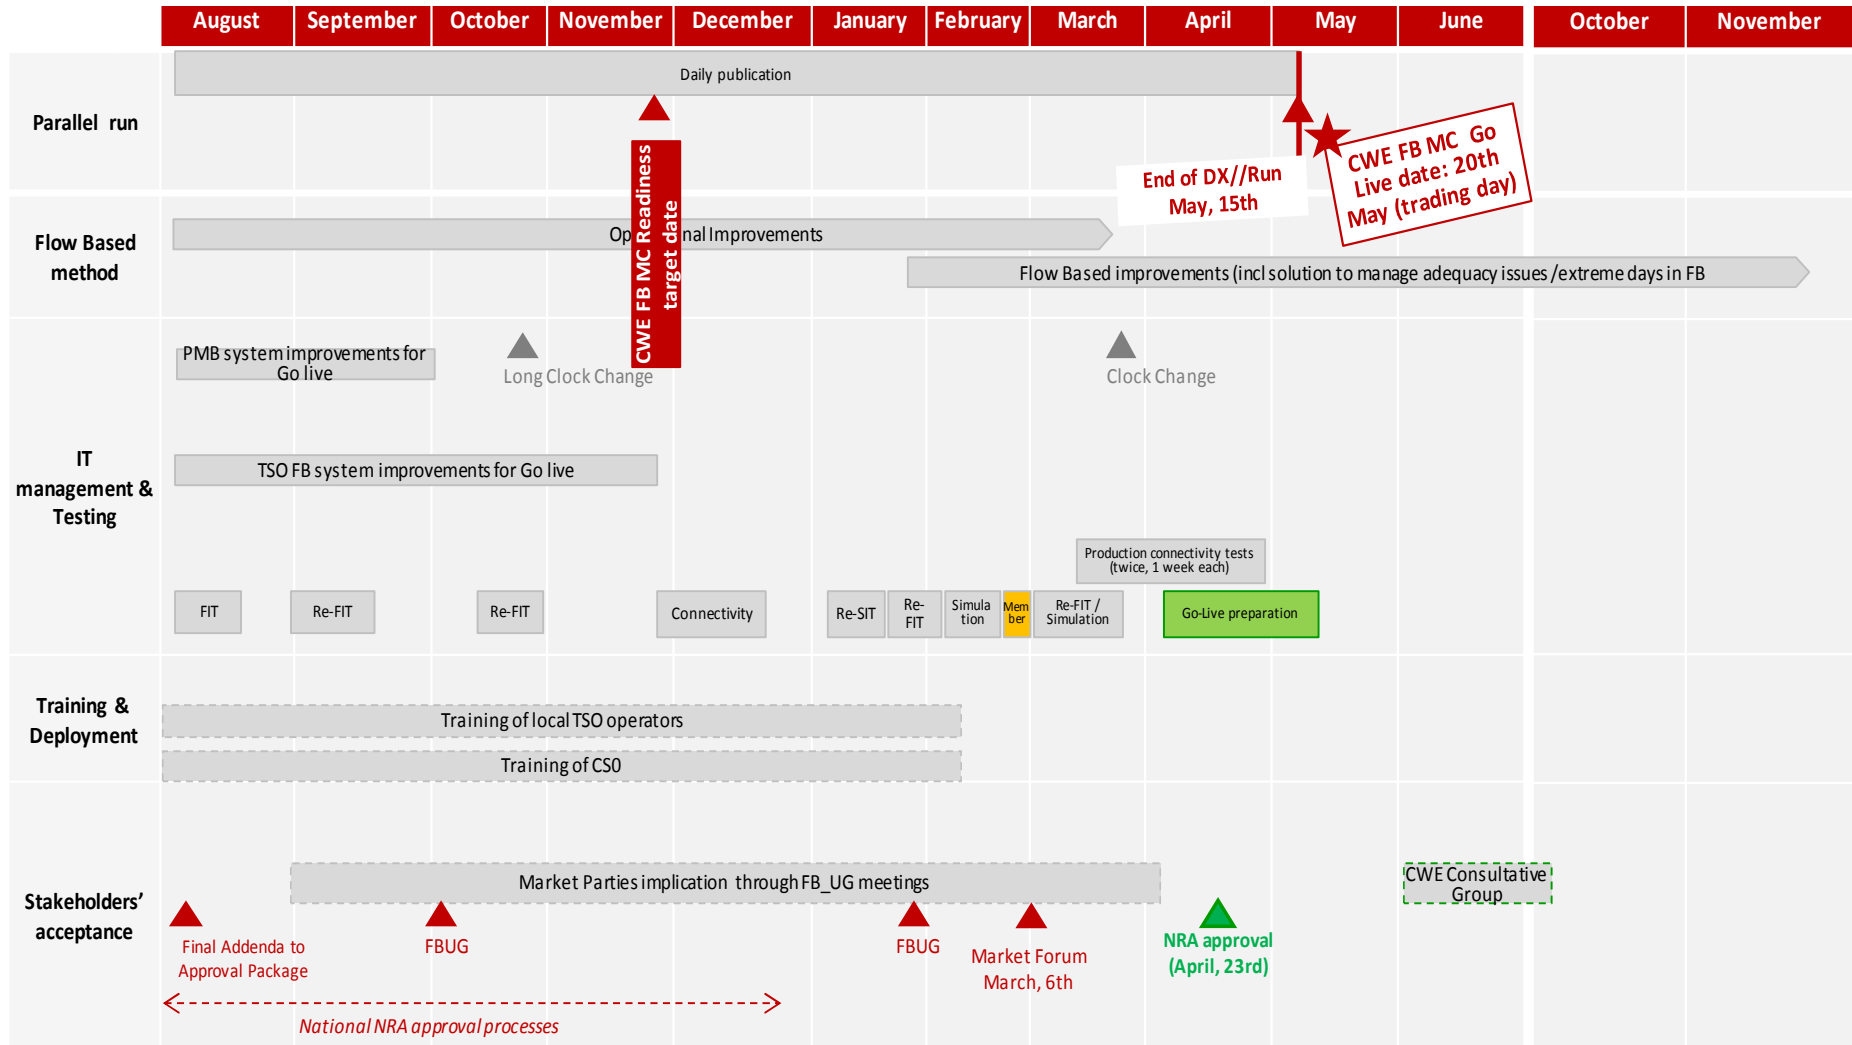 August
September
October
November
December
January
February
March
April
May
June
October
November
Parallel run
Daily publication
CWE FB MC Readiness
target date
End of DX//Run
May, 15th
CWE FB MC Go
Live date: 20th
May (trading day)
Flow Based
method
Op nal Improvements
Flow Based improvements (incl solution to manage adequacy issues /extreme days in FB
IT
management &
Testing
PMB system improvements for
Go live
Long Clock Change
Clock Change
TSO FB system improvements for Go live
Production connectivity tests
(twice, 1 week each)
FIT
Re-FIT
Re-FIT
Connectivity
Re-SIT
Re-
FIT
Simula
tion
Mem
ber
Re-FIT /
Simulation
Go-Live preparation
Training &
Deployment
Training of local TSO operators
Training of CS0
Stakeholders’
acceptance
Market Parties implication through FB_UG meetings
CWE Consultative
Group
Final Addenda to
Approval Package
FBUG
FBUG
Market Forum
March, 6th
NRA approval
(April, 23rd)
National NRA approval processes